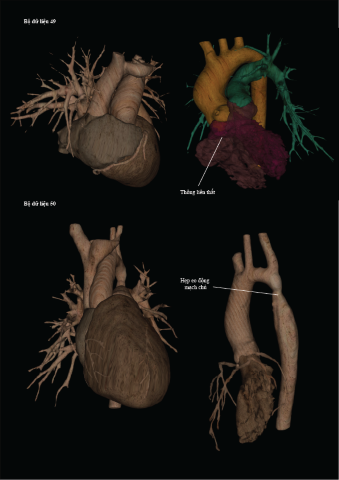 Bộ dữ liệu 49
Thông liên thất
Bộ dữ liệu 50
Hẹp eo động
mạch chủ